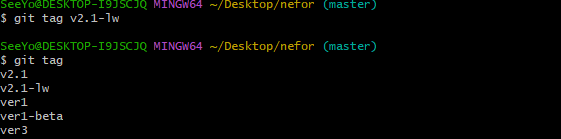 SeeYo@DESKTOP-I9JSCJQ MINGW64 ~/Desktop/nefor (master)
$ git tag v2.1-lw
SeeYo@DESKTOP-I9JSCJQ MINGW64 ~/Desktop/nefor (master)
$ git tag
v2.1
v2.1-lw
ver1
ver1-beta
ver3